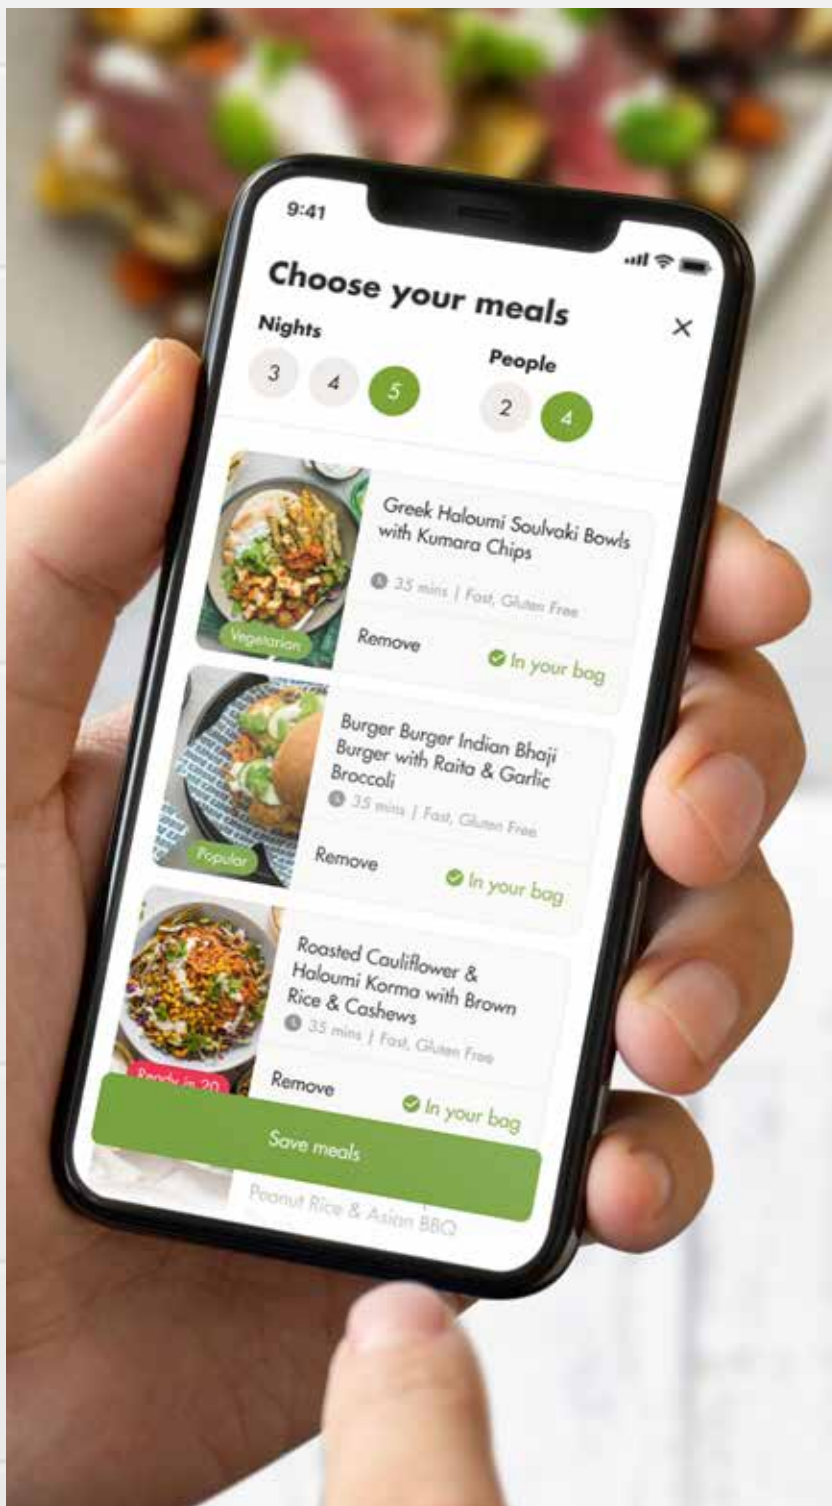 9:41
Choose your meals
Nights
People
3 4 5
2 4
Greek Haloumi Soulvaki Bowls
with Kumara Chips
35 mins | Fast, Gluten Free
Vegetarian
Remove
In your bag
Burger Burger Indian Bhaji
Burger with Raita & Garlic
Broccoli
35 mins | Fast, Gluten Free
Popular
Remove
In your bag
Roasted Cauliflower &
Haloumi Korma with Brown
Rice & Cashews
35 mins | Fast, Gluten Free
Ready in 20
Remove
In your bag
Save meals
Peanut Rice & Asian BBQ